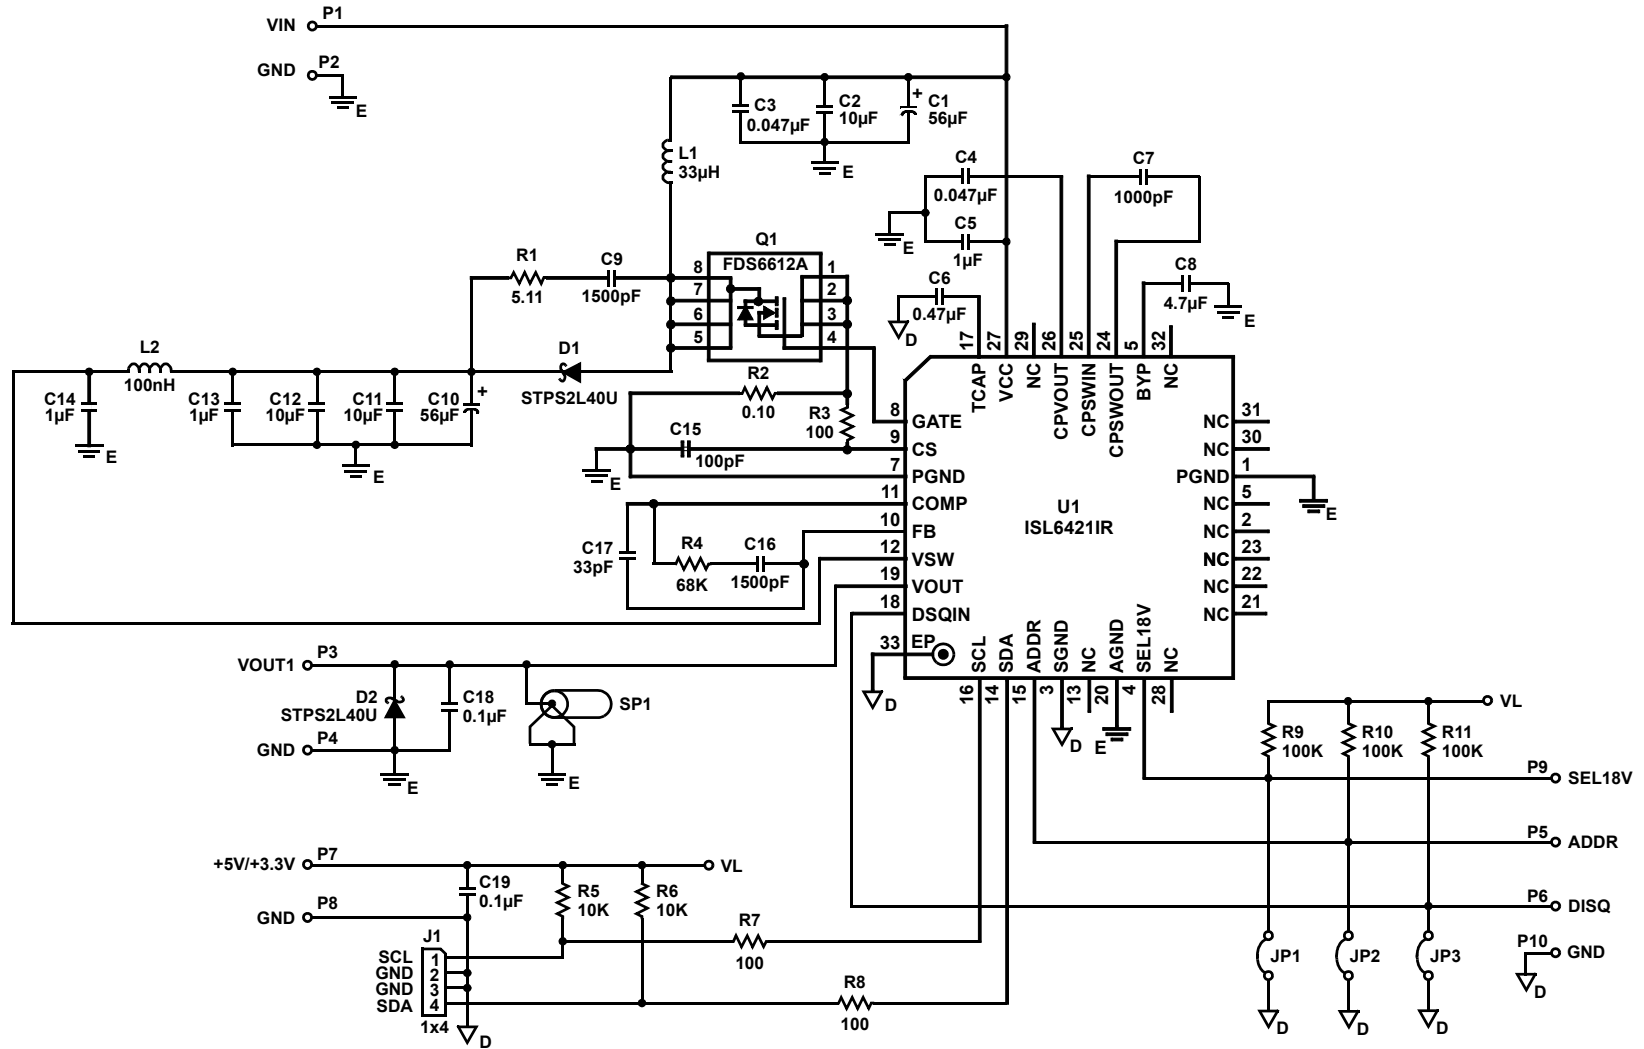 VIN P1
GND P2
E
C3
0.047µF
C2
10µF
+
C1
56µF
E
L1
33µH
C4
0.047µF
C5
1µF
E
C7
1000pF
C6
0.47µF
D
C8
4.7µF
E
Q1
FDS6612A
8
7
6
5
1
2
3
4
R1
5.11
C9
1500pF
D1
STPS2L40U
L2
100nH
C14
1µF
E
C13
1µF
C12
10µF
C11
10µF
C10
56µF
+
E
R2
0.10
R3
100
C15
100pF
E
C17
33pF
R4
68K
C16
1500pF
U1
ISL6421IR
17 TCAP
27 VCC
29 NC
26 CPVOUT
25 CPSWIN
24 CPSWOUT
5 BYP
32 NC
8 GATE
9 CS
7 PGND
11 COMP
10 FB
12 VSW
19 VOUT
18 DSQIN
33 EP
D
NC 31
NC 30
PGND 1
E
NC 5
NC 2
NC 23
NC 22
NC 21
SCL 16
SDA 14
ADDR 15
SGND 3
NC 13
AGND 20
SEL18V 4
NC 28
D
E
VOUT1 P3
D2
STPS2L40U
C18
0.1µF
SP1
GND P4
E
E
VL
R9
100K
R10
100K
R11
100K
P9 SEL18V
P5 ADDR
P6 DISQ
P10 GND
D
JP1
JP2
JP3
D
D
D
+5V/+3.3V P7
VL
C19
0.1µF
R5
10K
R6
10K
GND P8
J1
SCL 1
GND 2
GND 3
SDA 4
1x4
D
R7
100
R8
100